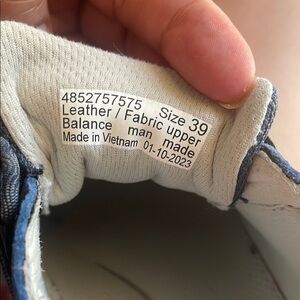 4852757575 Size 39
Leather / Fabric upper
Balance man made
Made in Vietnam 01-10-2023